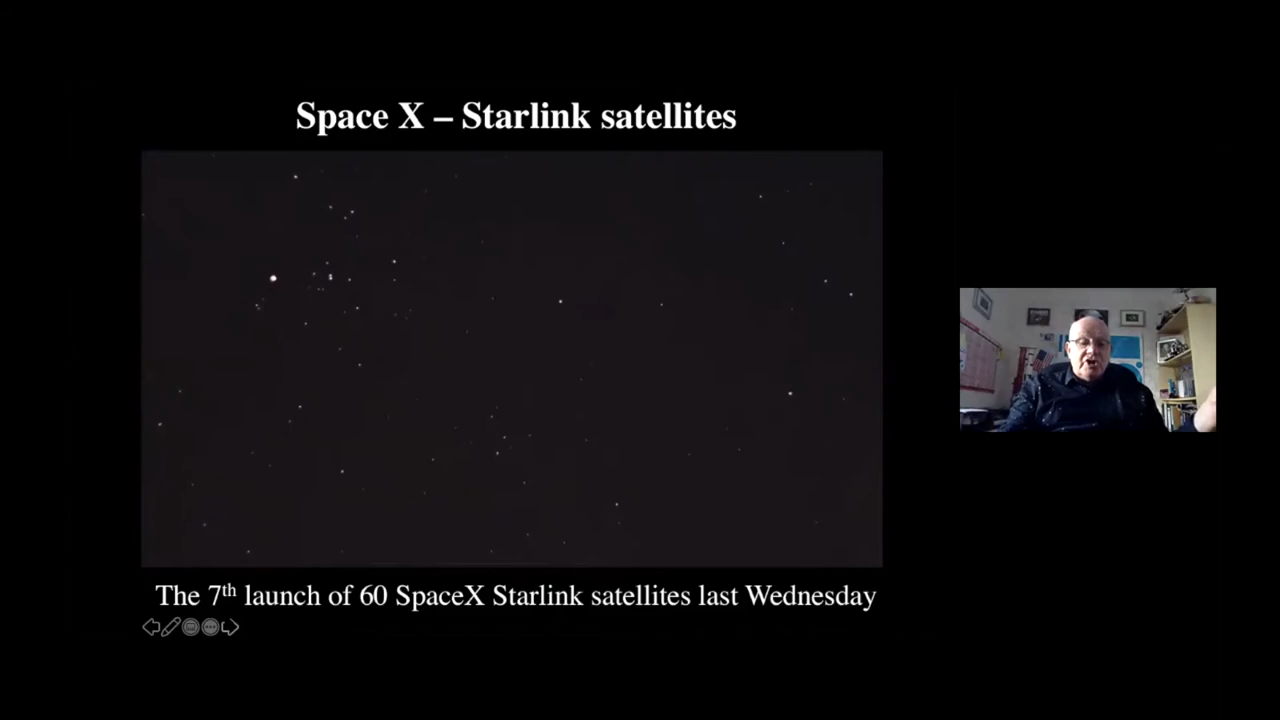 Space X – Starlink satellites
The 7th launch of 60 SpaceX Starlink satellites last Wednesday